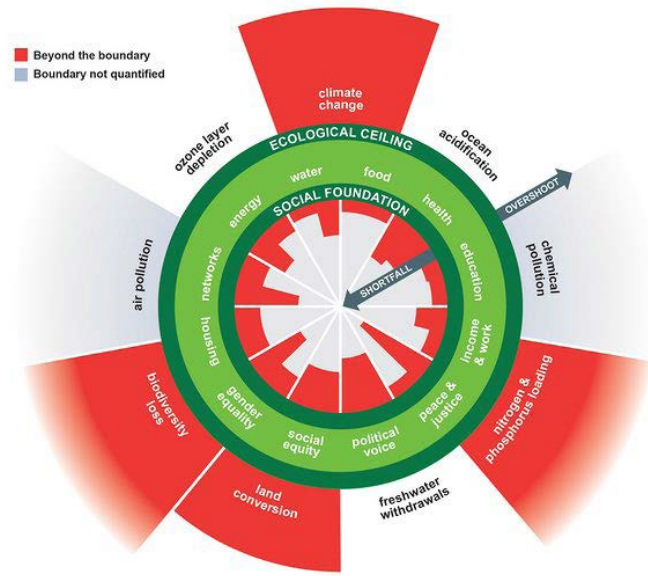 Beyond the boundary
Boundary not quantified
climate
change
ozone layer
depletion
ocean
acidification
ECOLOGICAL CEILING
OVERSHOOT
water
food
energy
health
SOCIAL FOUNDATION
networks
education
SHORTFALL
air pollution
chemical
pollution
housing
income
& work
gender
equality
peace &
justice
social
equity
political
voice
biodiversity
loss
nitrogen &
phosphorus loading
land
conversion
freshwater
withdrawals